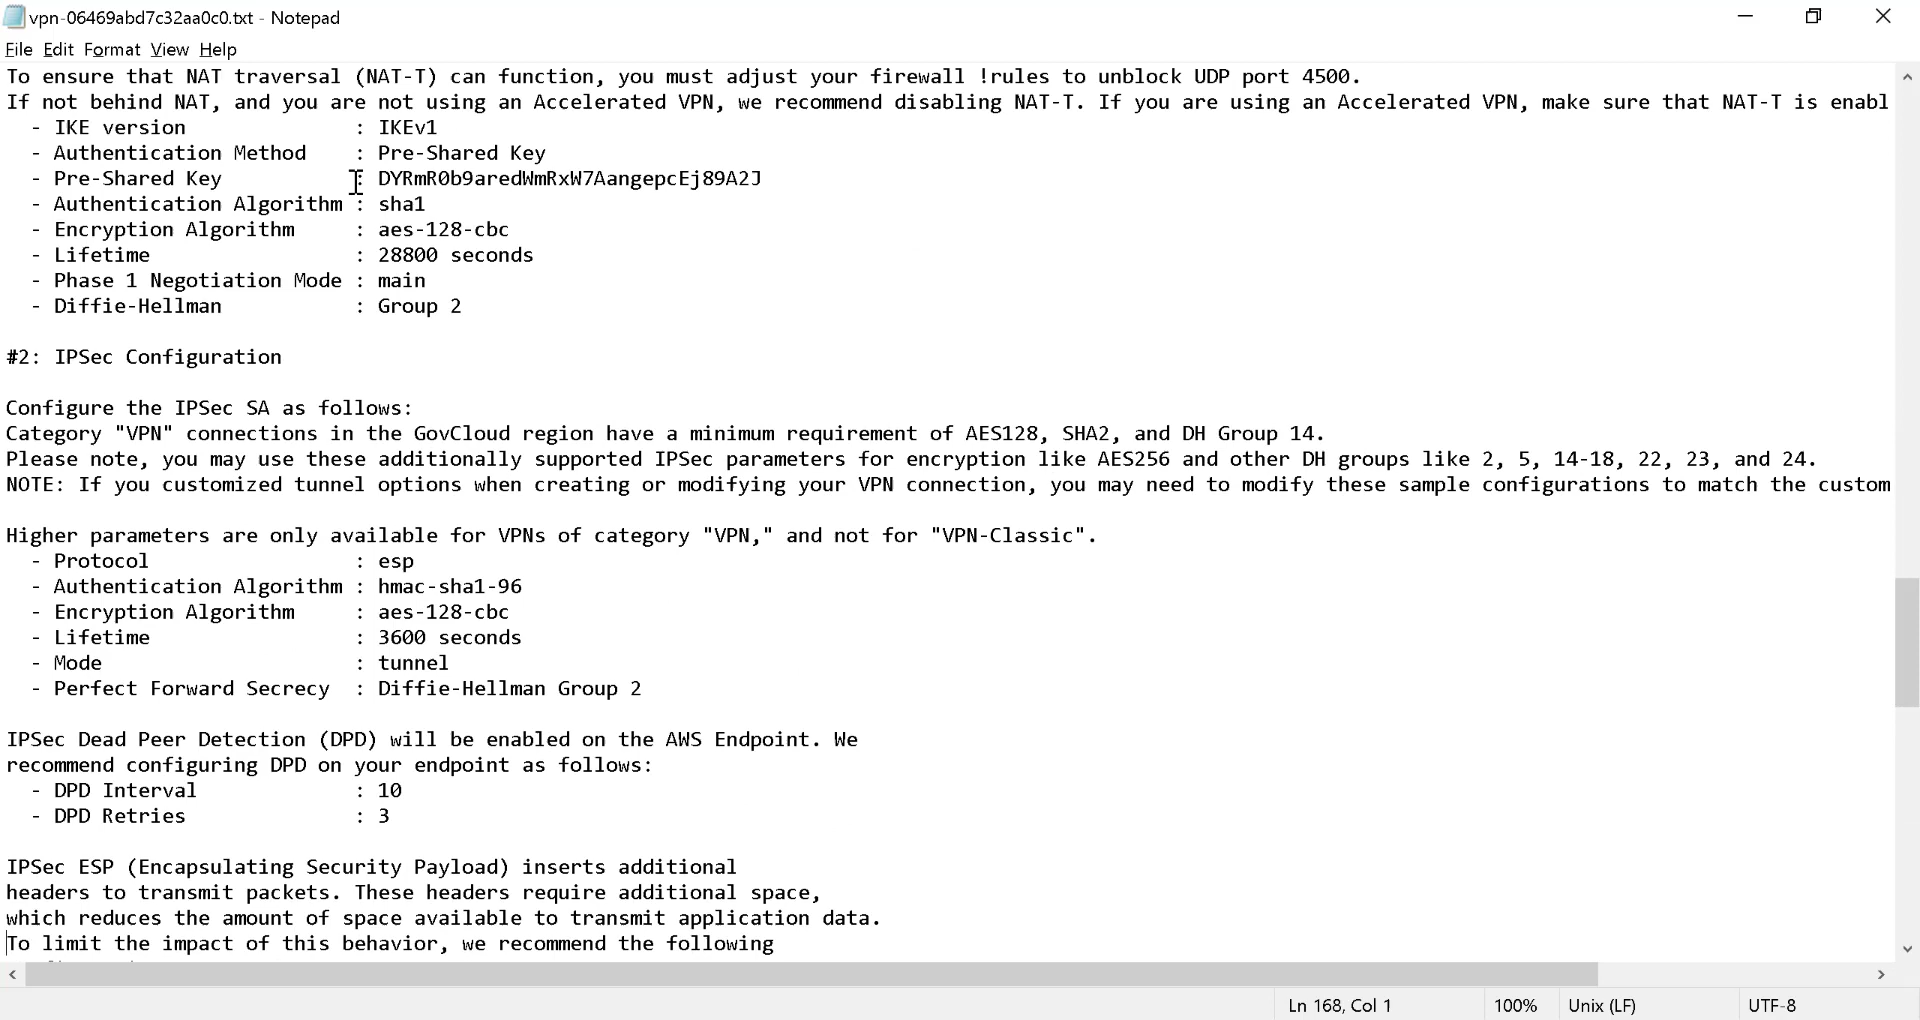 vpn-06469abd7c32aa0c0.txt - Notepad
File Edit Format View Help
To ensure that NAT traversal (NAT-T) can function, you must adjust your firewall !rules to unblock UDP port 4500.
If not behind NAT, and you are not using an Accelerated VPN, we recommend disabling NAT-T. If you are using an Accelerated VPN, make sure that NAT-T is enabl
- IKE version : IKEv1
- Authentication Method : Pre-Shared Key
- Pre-Shared Key : DYRmR0b9aredWmRxW7AangepcEj89A2J
- Authentication Algorithm : sha1
- Encryption Algorithm : aes-128-cbc
- Lifetime : 28800 seconds
- Phase 1 Negotiation Mode : main
- Diffie-Hellman : Group 2
#2: IPSec Configuration
Configure the IPSec SA as follows:
Category "VPN" connections in the GovCloud region have a minimum requirement of AES128, SHA2, and DH Group 14.
Please note, you may use these additionally supported IPSec parameters for encryption like AES256 and other DH groups like 2, 5, 14-18, 22, 23, and 24.
NOTE: If you customized tunnel options when creating or modifying your VPN connection, you may need to modify these sample configurations to match the custom
Higher parameters are only available for VPNs of category "VPN," and not for "VPN-Classic".
- Protocol : esp
- Authentication Algorithm : hmac-sha1-96
- Encryption Algorithm : aes-128-cbc
- Lifetime : 3600 seconds
- Mode : tunnel
- Perfect Forward Secrecy : Diffie-Hellman Group 2
IPSec Dead Peer Detection (DPD) will be enabled on the AWS Endpoint. We
recommend configuring DPD on your endpoint as follows:
- DPD Interval : 10
- DPD Retries : 3
IPSec ESP (Encapsulating Security Payload) inserts additional
headers to transmit packets. These headers require additional space,
which reduces the amount of space available to transmit application data.
To limit the impact of this behavior, we recommend the following
Ln 168, Col 1 100% Unix (LF) UTF-8